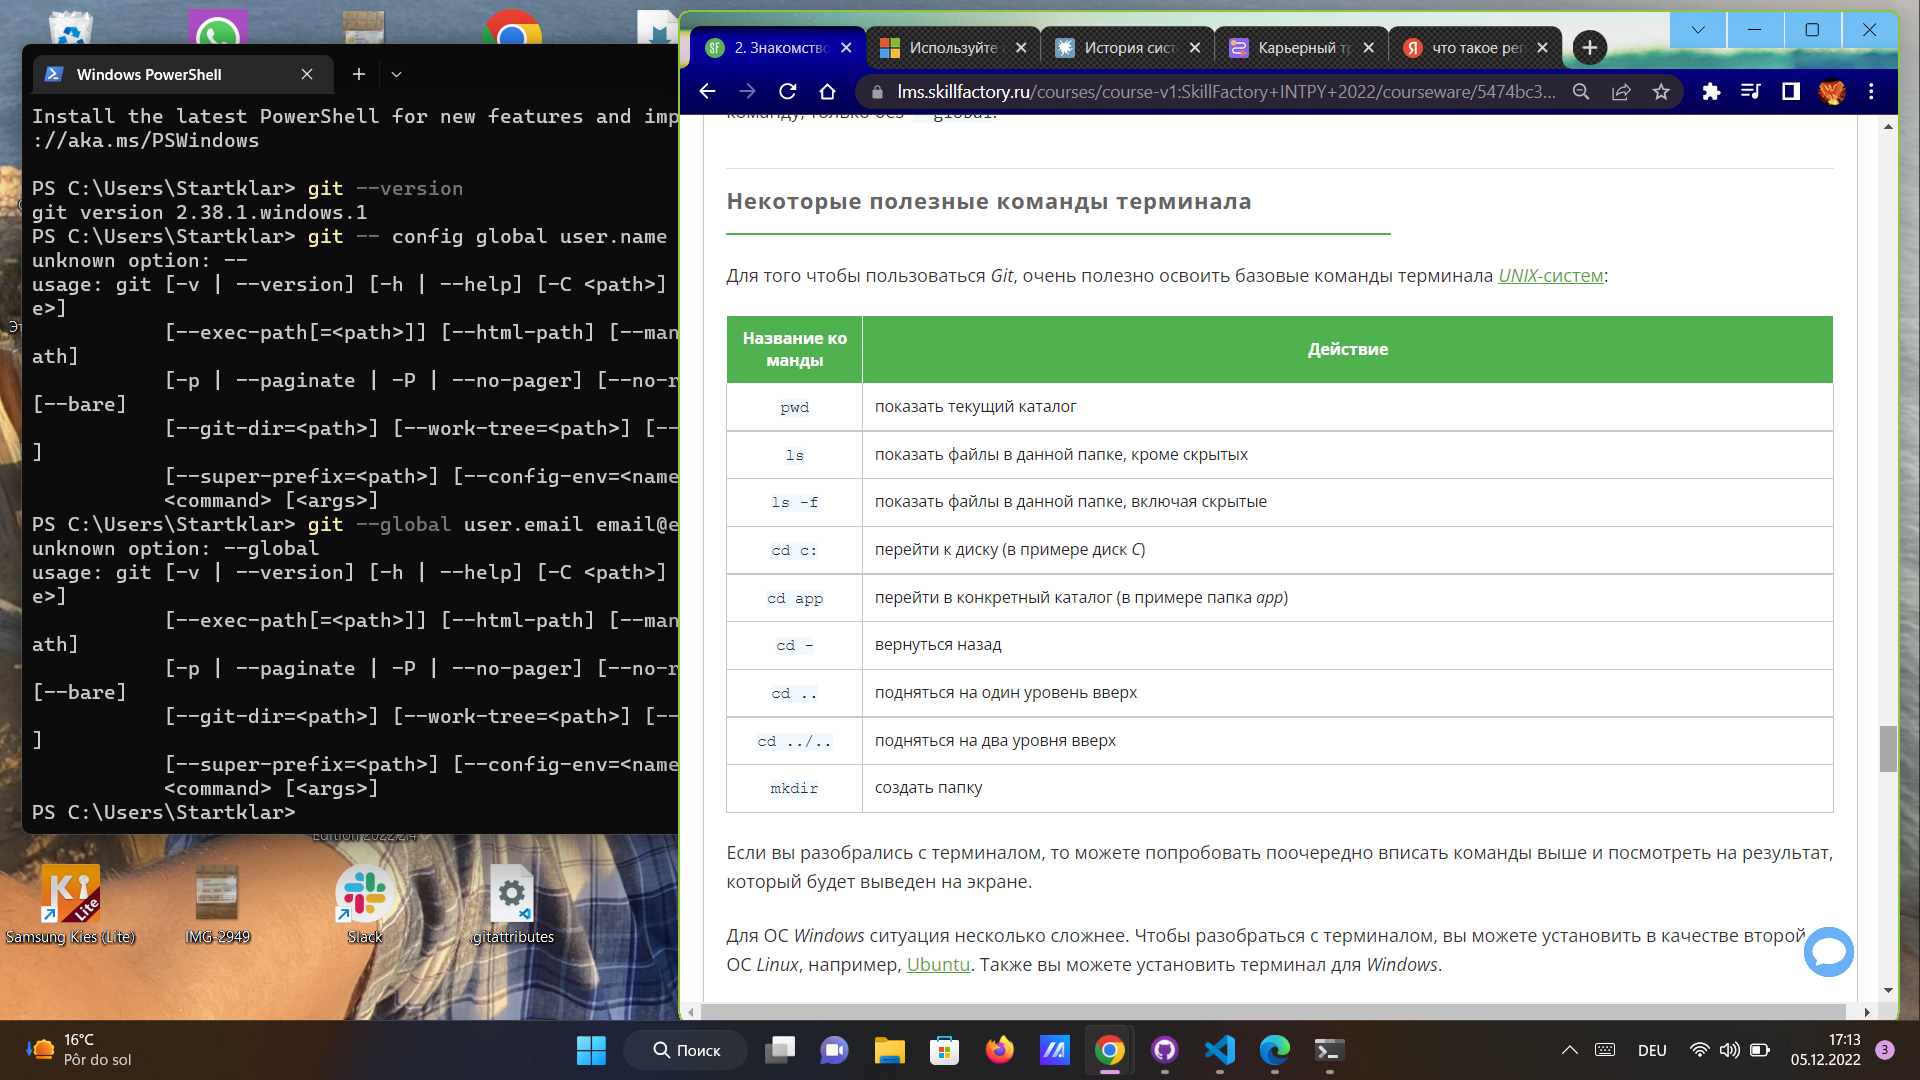 Windows PowerShell
Install the latest PowerShell for new features and imp
://aka.ms/PSWindows
PS C:\Users\Startklar> git --version
git version 2.38.1.windows.1
PS C:\Users\Startklar> git -- config global user.name
unknown option: --
usage: git [-v | --version] [-h | --help] [-C <path>]
e>]
[--exec-path[=<path>]] [--html-path] [--man
ath]
[-p | --paginate | -P | --no-pager] [--no-r
[--bare]
[--git-dir=<path>] [--work-tree=<path>] [--
]
[--super-prefix=<path>] [--config-env=<name
<command> [<args>]
PS C:\Users\Startklar> git --global user.email email@e
unknown option: --global
usage: git [-v | --version] [-h | --help] [-C <path>]
e>]
[--exec-path[=<path>]] [--html-path] [--man
ath]
[-p | --paginate | -P | --no-pager] [--no-r
[--bare]
[--git-dir=<path>] [--work-tree=<path>] [--
]
[--super-prefix=<path>] [--config-env=<name
<command> [<args>]
PS C:\Users\Startklar>
Edition 2022.2.4
Samsung Kies (Lite)
IMG-2949
Slack
.gitattributes
2. Знакомство
Используйте
История сист
Карьерный т
что такое реп
lms.skillfactory.ru/courses/course-v1:SkillFactory+INTPY+2022/courseware/5474bc3...
команду, только без --global.
Некоторые полезные команды терминала
Для того чтобы пользоваться Git, очень полезно освоить базовые команды терминала UNIX-систем:
Название ко
манды
Действие
pwd показать текущий каталог
ls показать файлы в данной папке, кроме скрытых
ls -f показать файлы в данной папке, включая скрытые
cd c: перейти к диску (в примере диск C)
cd app перейти в конкретный каталог (в примере папка app)
cd - вернуться назад
cd .. подняться на один уровень вверх
cd ../.. подняться на два уровня вверх
mkdir создать папку
Если вы разобрались с терминалом, то можете попробовать поочередно вписать команды выше и посмотреть на результат,
который будет выведен на экране.
Для ОС Windows ситуация несколько сложнее. Чтобы разобраться с терминалом, вы можете установить в качестве второй
ОС Linux, например, Ubuntu. Также вы можете установить терминал для Windows.
16°C
Pôr do sol
Поиск
DEU
17:13
05.12.2022
3